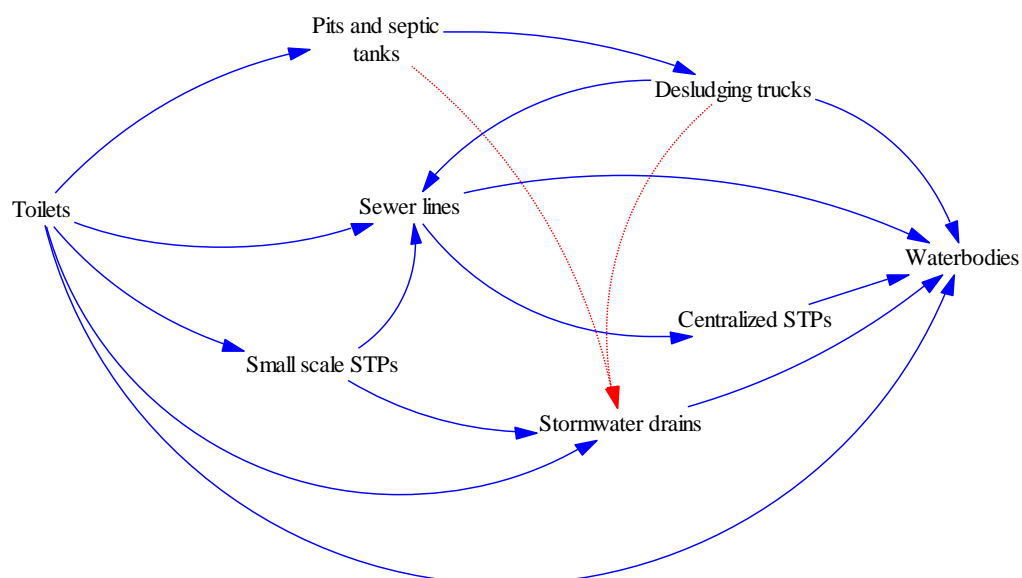 Pits and septic
tanks
Desludging trucks
Toilets
Sewer lines
Waterbodies
Centralized STPs
Small scale STPs
Stormwater drains